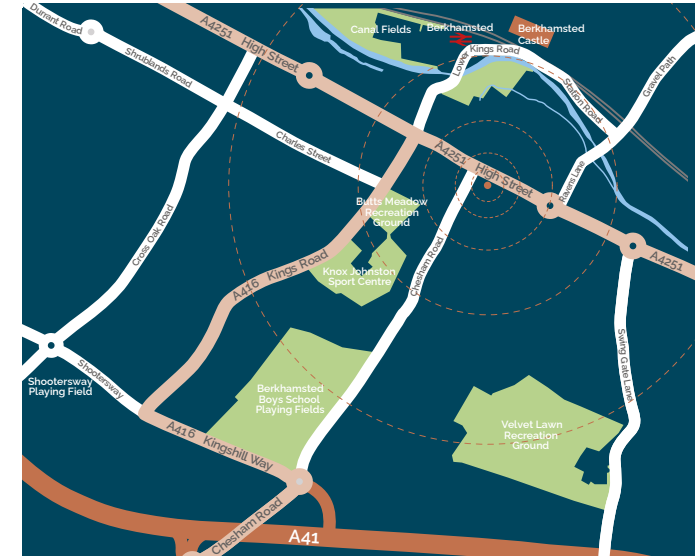 Durrant Road
A4251
High Street
Canal Fields
Berkhamsted
Berkhamsted
Castle
Lower
Kings Road
Gravel Path
Shrublands Road
Station Road
Charles Street
A4251
High Street
Ravens Lane
Butts Meadow
Recreation
Ground
Cross Oak Road
Chesham Road
A4251
A416
Kings Road
Knox Johnston
Sport Centre
Swing Gate Lane
Shootersway
Shootersway
Playing Field
Berkhamsted
Boys School
Playing Fields
Velvet Lawn
Recreation
Ground
A416
Kingshill Way
Chesham Road
A41